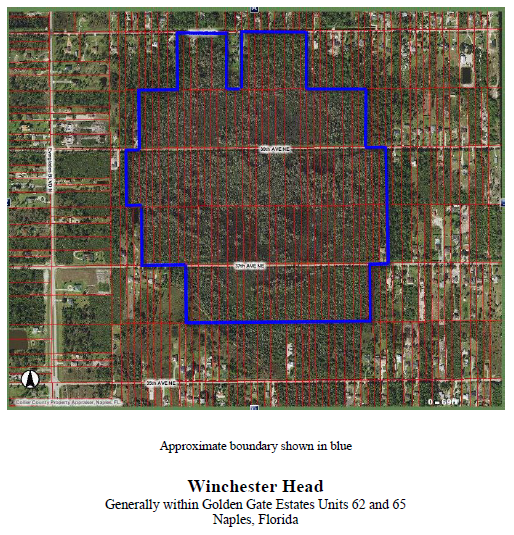 39th AVE NE
37th AVE NE
35th AVE NE
Collier County Property Appraiser, Naples, FL
Approximate boundary shown in blue
Winchester Head
Generally within Golden Gate Estates Units 62 and 65
Naples, Florida